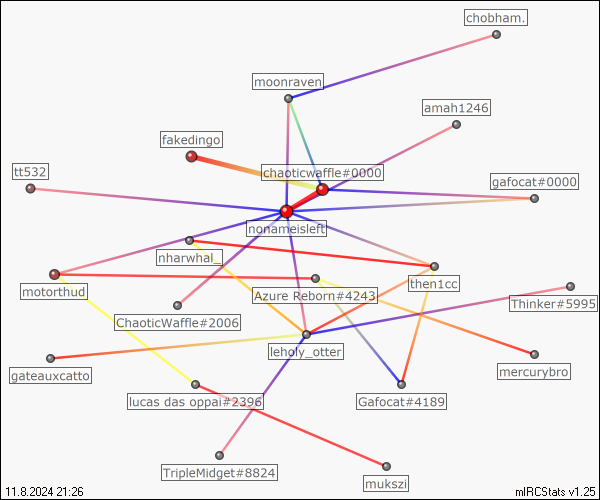 chobham.
moonraven
amah1246
fakedingo
chaoticwaffle#0000
tt532
gafocat#0000
nonameisleft
nharwhal_
then1cc
motorthud
Azure Reborn#4243
Thinker#5995
ChaoticWaffle#2006
leholy_otter
gateauxcatto
mercurybro
lucas das oppai#2396
Gafocat#4189
TripleMidget#8824
mukszi
11.8.2024 21:26
mIRCStats v1.25